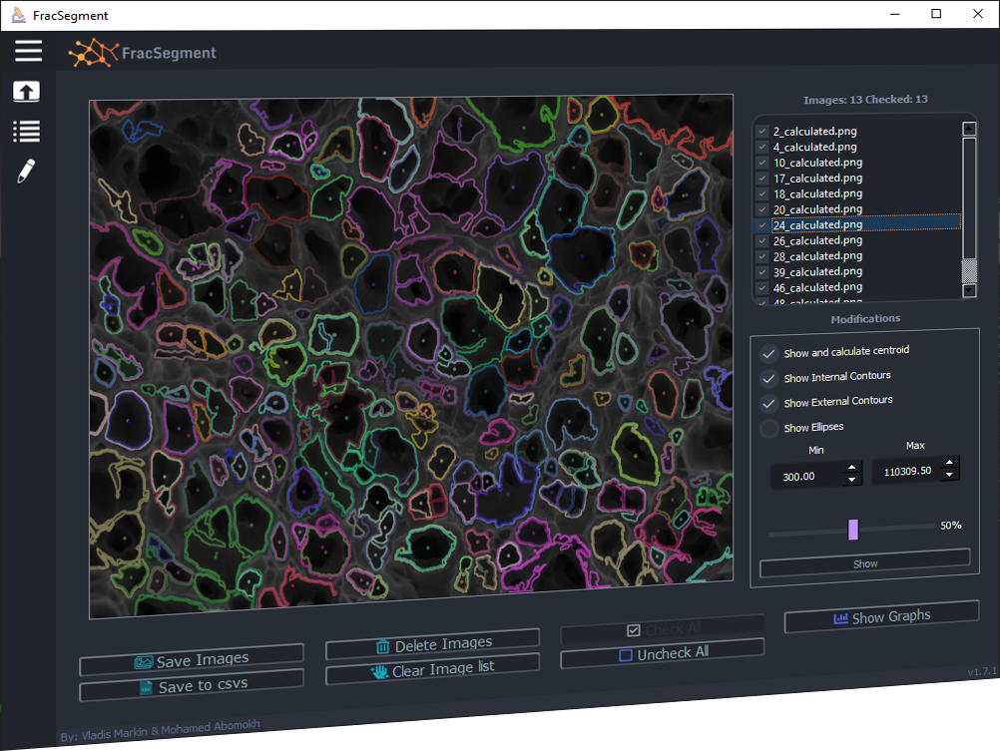 FracSegment
FracSegment
Images: 13 Checked: 13
2_calculated.png
4_calculated.png
10_calculated.png
17_calculated.png
18_calculated.png
20_calculated.png
24_calculated.png
26_calculated.png
28_calculated.png
39_calculated.png
46_calculated.png
48_calculated.png
Modifications
Show and calculate centroid
Show Internal Contours
Show External Contours
Show Ellipses
Min Max
300.00 110309.50
50%
Show
Save Images
Save to csvs
Delete Images
Clear Image list
Check All
Uncheck All
Show Graphs
v1.7.1
By: Vladis Markin & Mohamed Abomokh